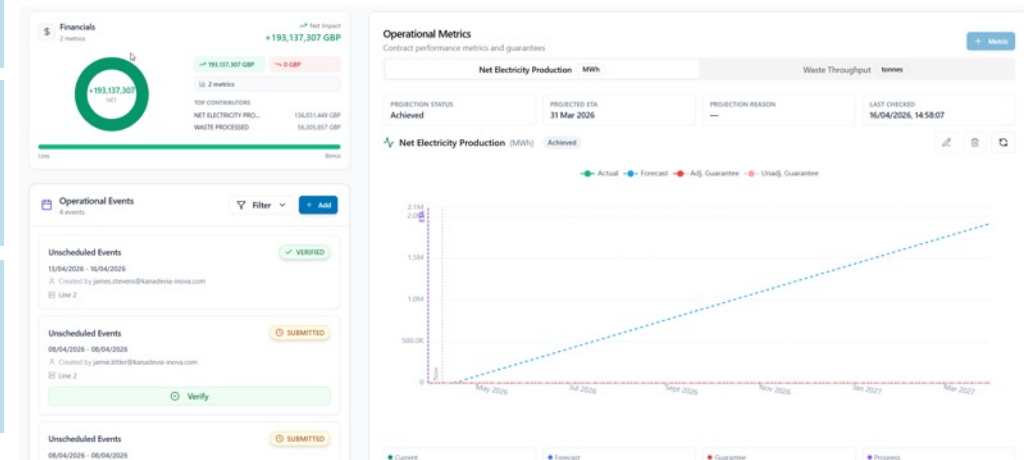 Financials
2 metrics
Net Impact
+193,137,307 GBP
+193,137,307
NET
193,137,307 GBP
0 GBP
2 metrics
TOP CONTRIBUTORS
NET ELECTRICITY PRO... 136,831,449 GBP
WASTE PROCESSED 56,305,857 GBP
Loss
Bonus
Operational Events
4 events
Filter
+ Add
Unscheduled Events
VERIFIED
13/04/2026 - 16/04/2026
Created by james.stevens@kanadevia-inova.com
Line 2
Unscheduled Events
SUBMITTED
08/04/2026 - 08/04/2026
Created by jamie.tittler@kanadevia-inova.com
Line 2
Verify
Unscheduled Events
SUBMITTED
08/04/2026 - 08/04/2026
Operational Metrics
Contract performance metrics and guarantees
+ Metric
Net Electricity Production MWh
Waste Throughput tonnes
PROJECTION STATUS
Achieved
PROJECTED ETA
31 Mar 2026
PROJECTION REASON
—
LAST CHECKED
16/04/2026, 14:58:07
Net Electricity Production (MWh) Achieved
Actual Forecast Adj. Guarantee Unadj. Guarantee
2.1M
2.0M
ETA
1.5M
1.0M
500.0K
0
Now
May 2026 Jul 2026 Sept 2026 Nov 2026 Jan 2027 Mar 2027
Current
Forecast
Guarantee
Progress